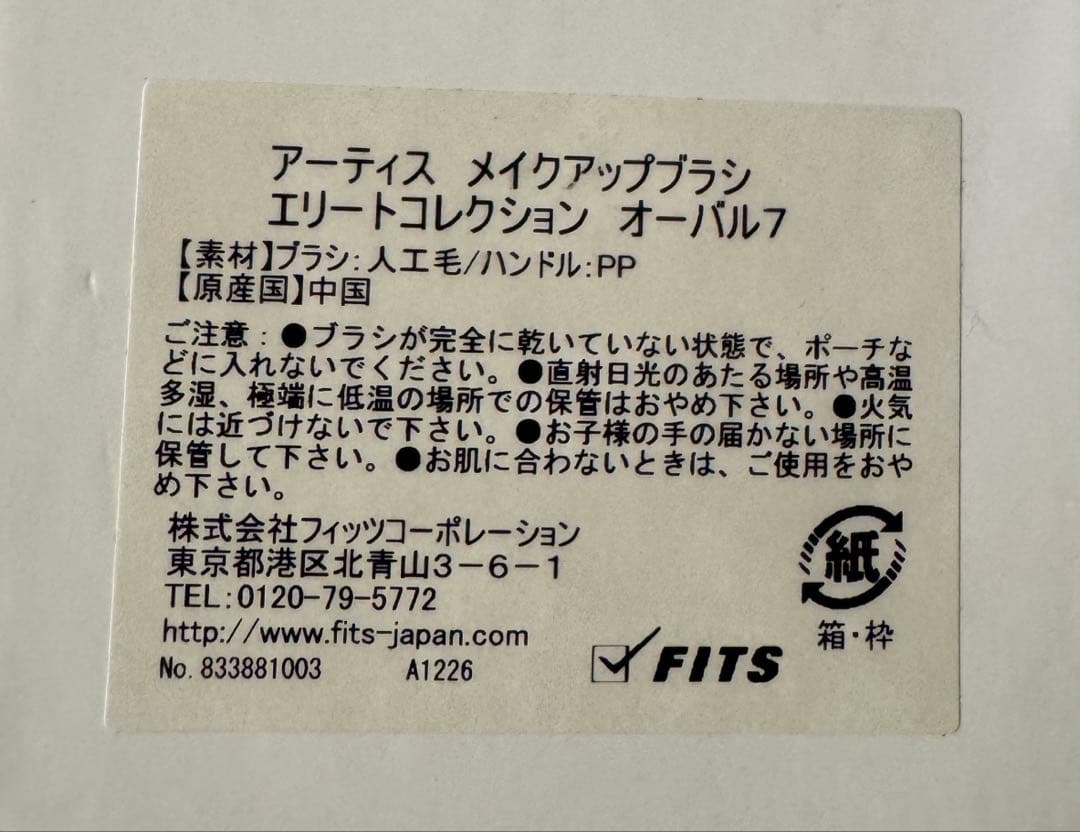 アーティス メイクアップブラシ
エリートコレクション オーバル7
【素材】ブラシ:人工毛/ハンドル:PP
【原産国】中国
ご注意:●ブラシが完全に乾いていない状態で、ポーチな
どに入れないでください。●直射日光のあたる場所や高温
多湿、極端に低温の場所での保管はおやめ下さい。●火気
には近づけないで下さい。●お子様の手の届かない場所に
保管して下さい。●お肌に合わないときは、ご使用をおや
め下さい。
株式会社フィッツコーポレーション
東京都港区北青山3-6-1
TEL:0120-79-5772
http://www.fits-japan.com
No.833881003 A1226
FITS
紙
箱・枠